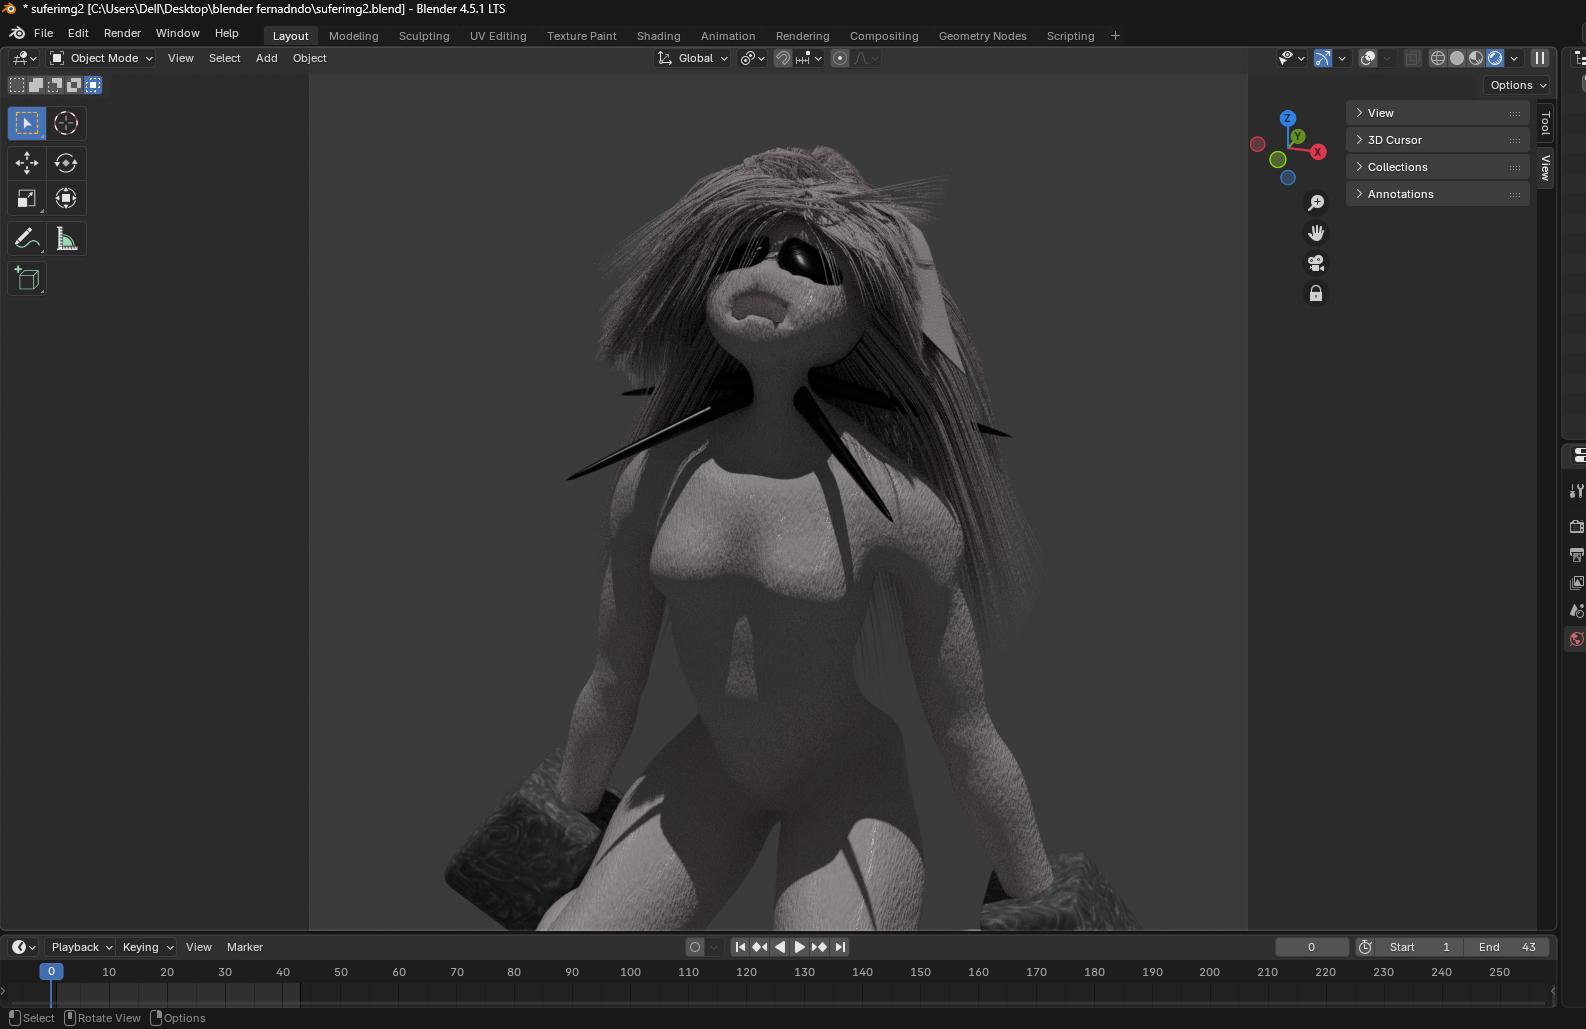 * suferimg2 [C:\Users\Dell\Desktop\blender fernadndo\suferimg2.blend] - Blender 4.5.1 LTS
File Edit Render Window Help Layout Modeling Sculpting UV Editing Texture Paint Shading Animation Rendering Compositing Geometry Nodes Scripting +
Object Mode View Select Add Object Global
Options
Z
Y
X
View
3D Cursor
Collections
Annotations
Tool
View
Playback Keying View Marker 0 Start 1 End 43
0 10 20 30 40 50 60 70 80 90 100 110 120 130 140 150 160 170 180 190 200 210 220 230 240 250
Select Rotate View Options